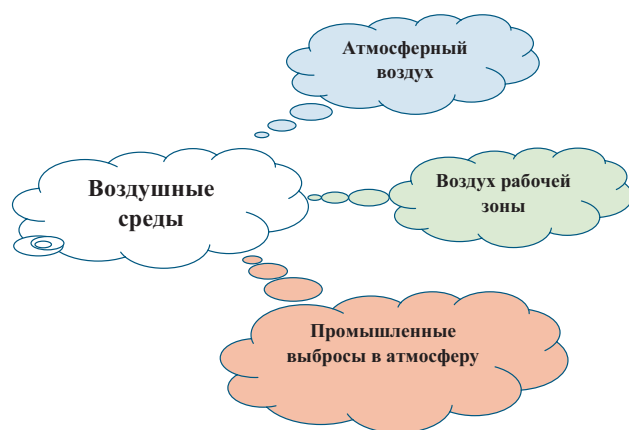 Атмосферный
воздух
Воздушные
среды
Воздух рабочей
зоны
Промышленные
выбросы в атмосферу